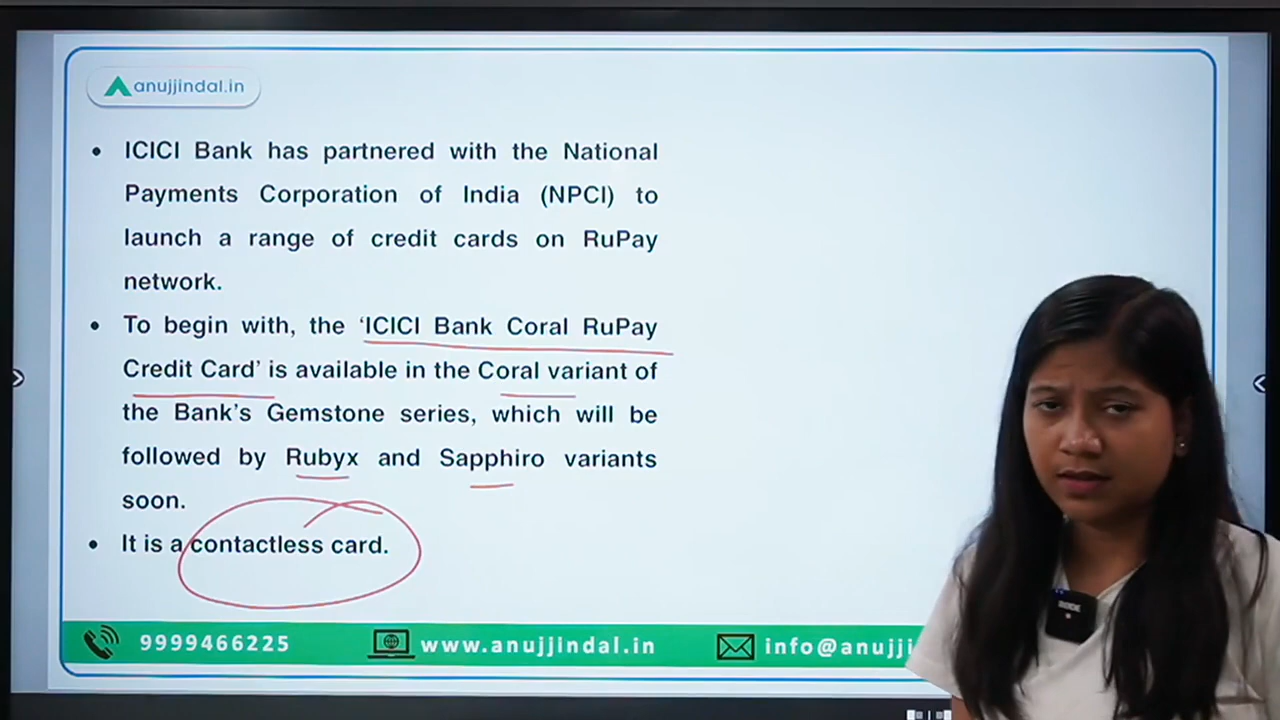 anujjindal.in
• ICICI Bank has partnered with the National
Payments Corporation of India (NPCI) to
launch a range of credit cards on RuPay
network.
• To begin with, the ‘ICICI Bank Coral RuPay
Credit Card’ is available in the Coral variant of
the Bank’s Gemstone series, which will be
followed by Rubyx and Sapphiro variants
soon.
• It is a contactless card.
9999466225
www.anujjindal.in
info@anujji